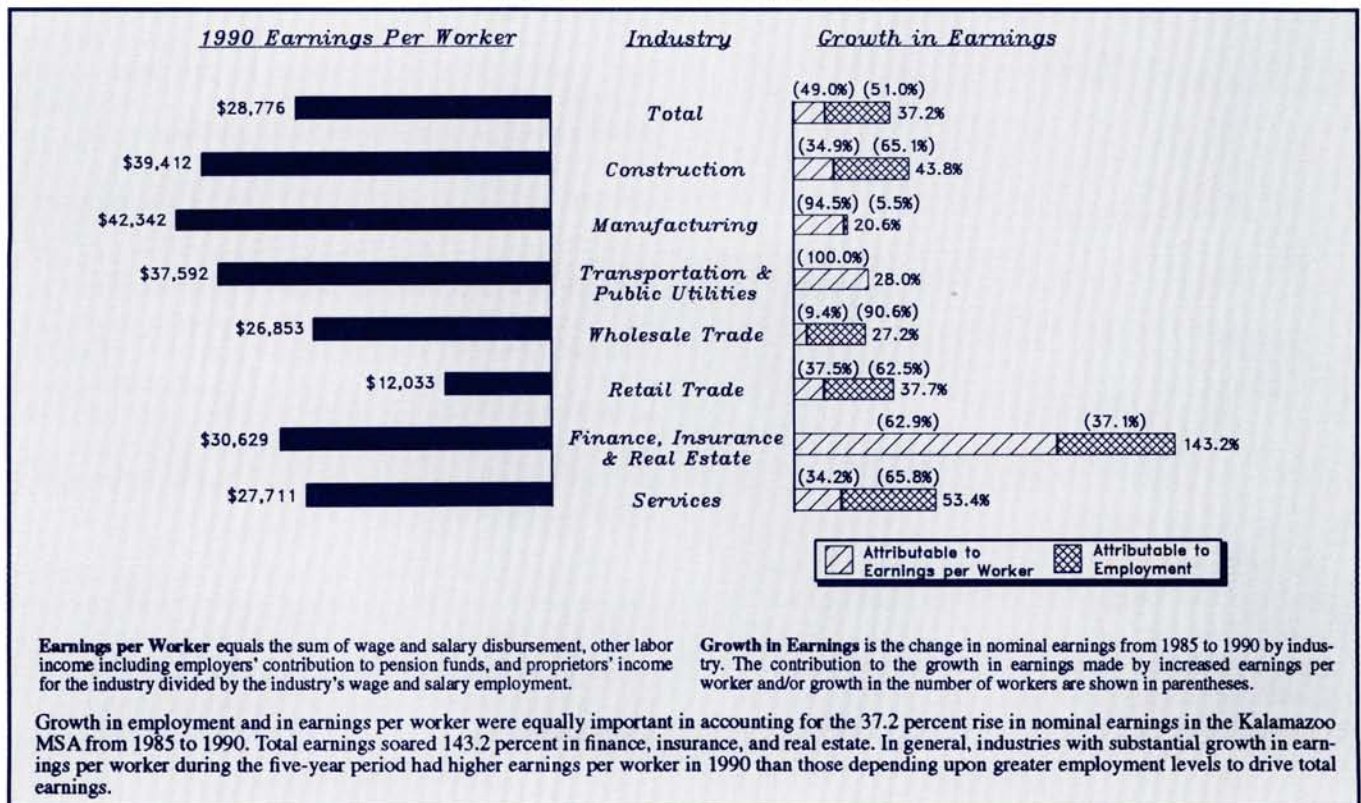 1990 Earnings Per Worker Industry Growth in Earnings
(49.0%) (51.0%)
$28,776 Total 37.2%
(34.9%) (65.1%)
$39,412 Construction 43.8%
(94.5%) (5.5%)
$42,342 Manufacturing 20.6%
(100.0%)
$37,592 Transportation & 28.0%
Public Utilities
(9.4%) (90.6%)
$26,853 Wholesale Trade 27.2%
(37.5%) (62.5%)
$12,033 Retail Trade 37.7%
(62.9%) (37.1%)
$30,629 Finance, Insurance 143.2%
& Real Estate
(34.2%) (65.8%)
$27,711 Services 53.4%
Attributable to
Earnings per Worker
Attributable to
Employment
Earnings per Worker equals the sum of wage and salary disbursement, other labor
income including employers' contribution to pension funds, and proprietors' income
for the industry divided by the industry's wage and salary employment.
Growth in Earnings is the change in nominal earnings from 1985 to 1990 by indus-
try. The contribution to the growth in earnings made by increased earnings per
worker and/or growth in the number of workers are shown in parentheses.
Growth in employment and in earnings per worker were equally important in accounting for the 37.2 percent rise in nominal earnings in the Kalamazoo
MSA from 1985 to 1990. Total earnings soared 143.2 percent in finance, insurance, and real estate. In general, industries with substantial growth in earn-
ings per worker during the five-year period had higher earnings per worker in 1990 than those depending upon greater employment levels to drive total
earnings.